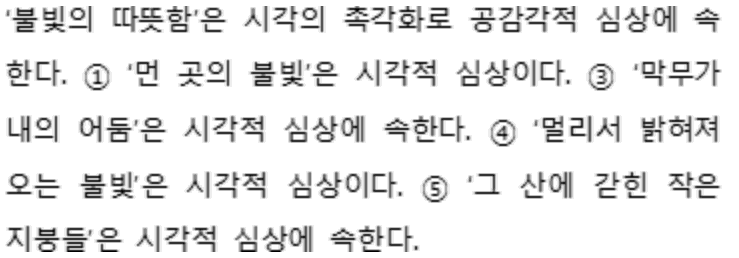 '불빛의 따뜻함'은 시각의 촉각화로 공감각적 심상에 속
한다. ① '먼 곳의 불빛'은 시각적 심상이다. ③ '막무가
내의 어둠'은 시각적 심상에 속한다. ④ '멀리서 밝혀져
오는 불빛'은 시각적 심상이다. ⑤ '그 산에 갇힌 작은
지붕들'은 시각적 심상에 속한다.